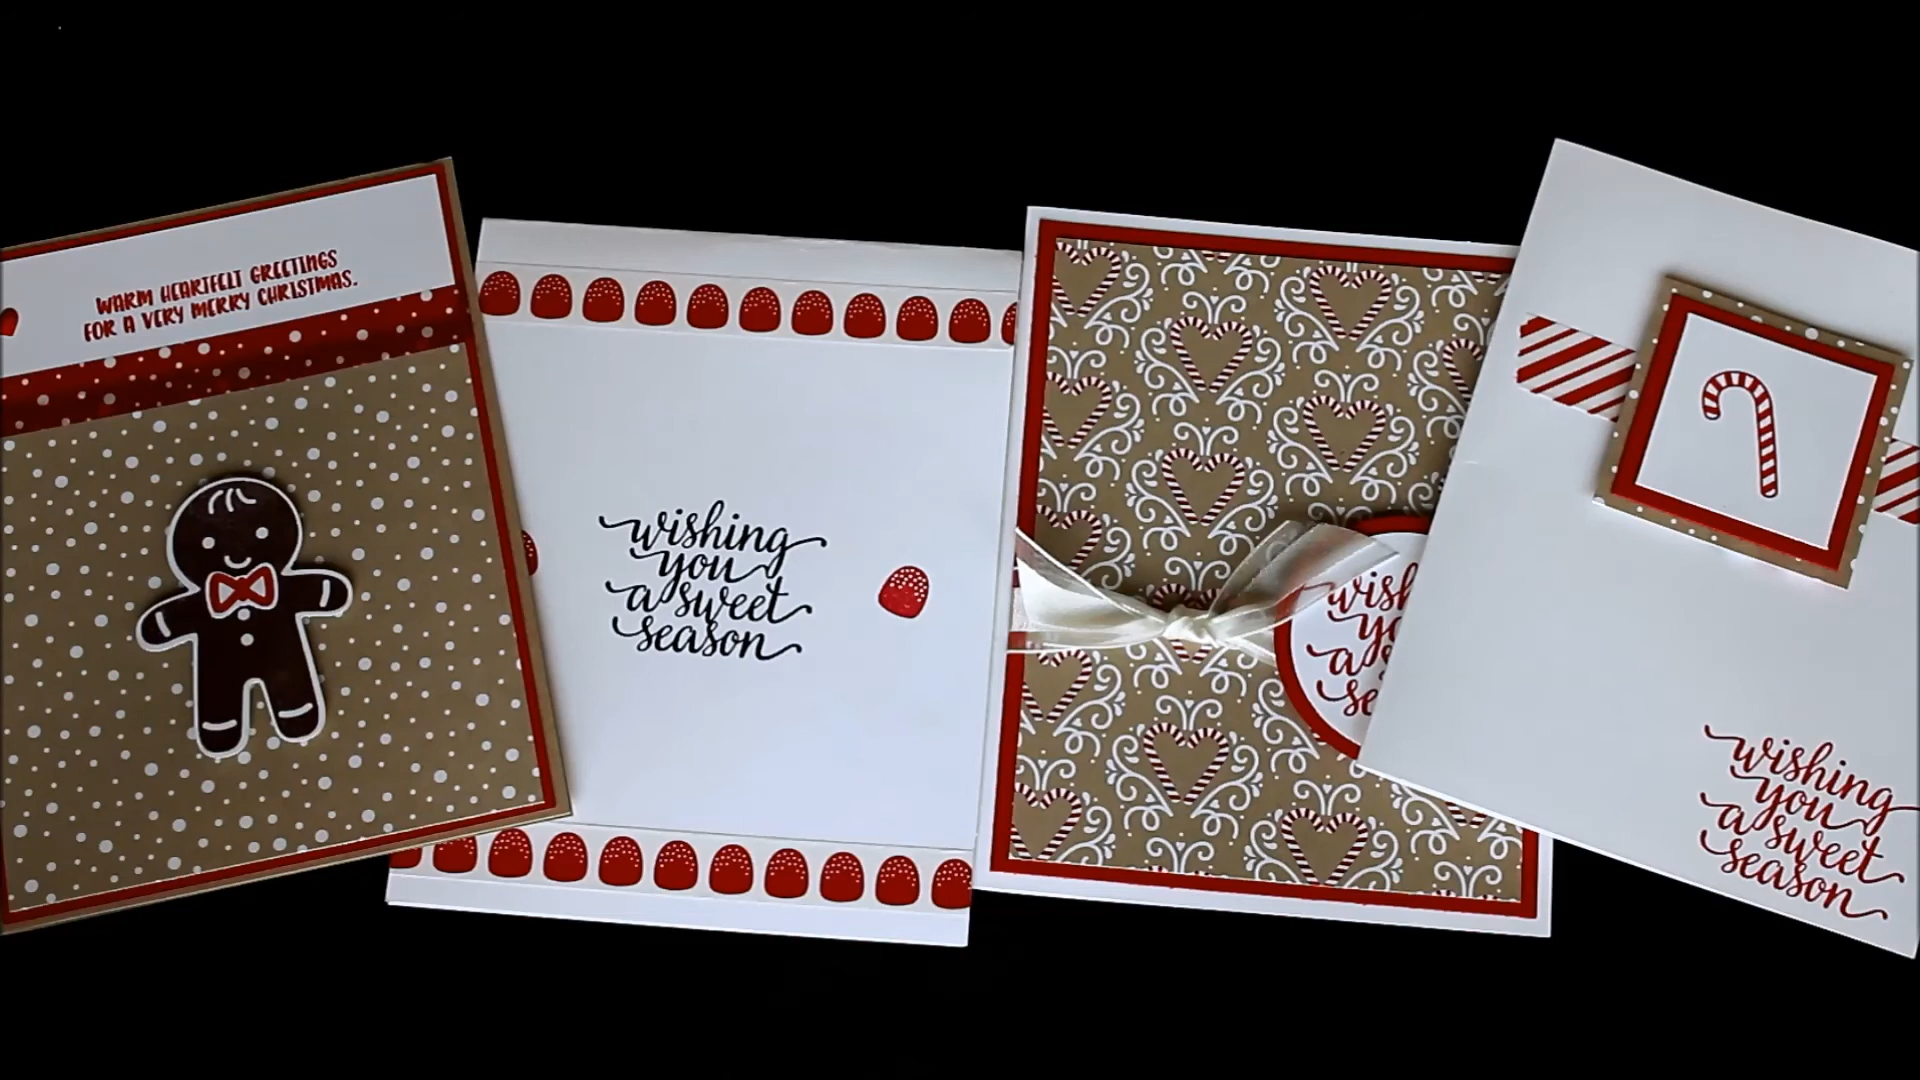 WARM HEARTFELT GREETINGS
FOR A VERY MERRY CHRISTMAS.
wishing
you
a sweet
season
wishing
you
a sweet
season